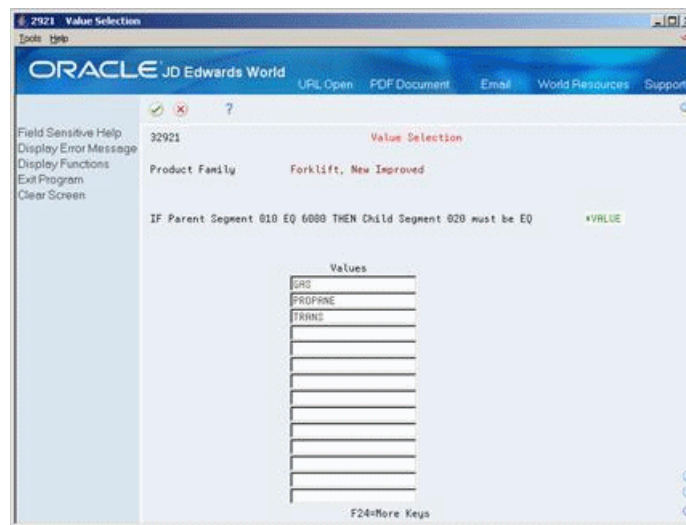 2921 Value Selection
Tools Help
ORACLE JD Edwards World
URL Open PDF Document Email World Resources Support
?
Field Sensitive Help
Display Error Message
Display Functions
Exit Program
Clear Screen
32921 Value Selection
Product Family Forklift, New Improved
IF Parent Segment 010 EQ 6000 THEN Child Segment 020 must be EQ *VALUE
Values
GAS
PROPANE
TRANS
F24=More Keys